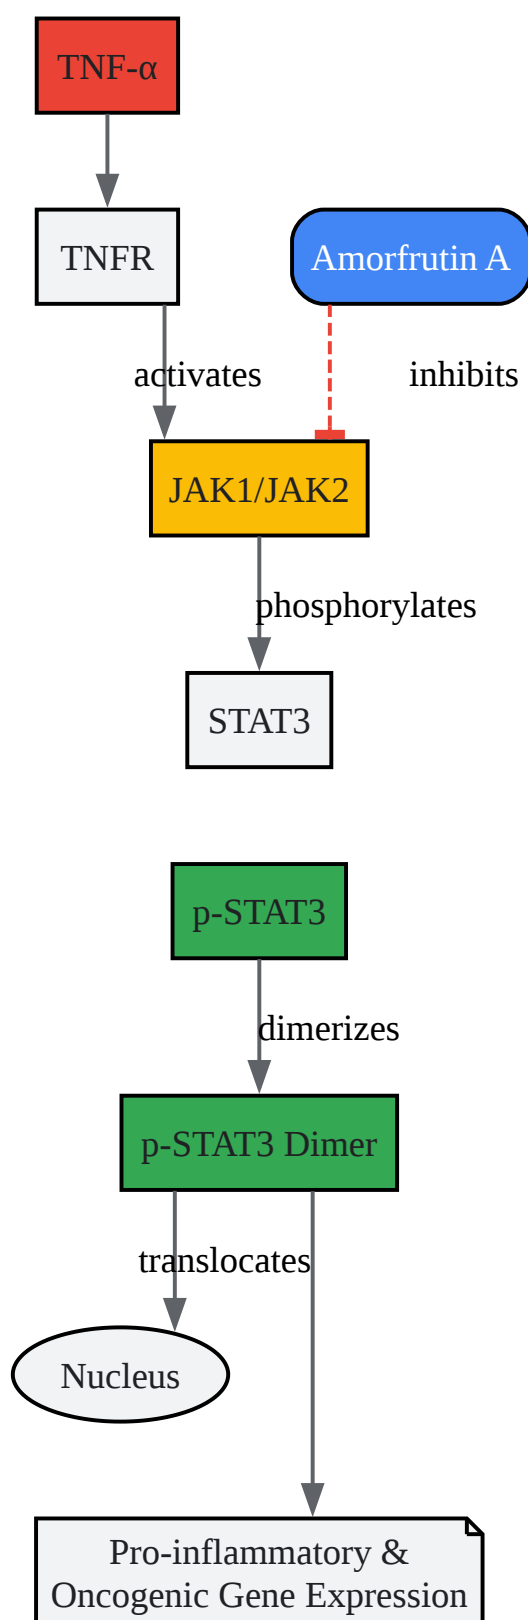 TNF-α
TNFR
Amorfrutin A
activates
inhibits
JAK1/JAK2
phosphorylates
STAT3
p-STAT3
dimerizes
p-STAT3 Dimer
translocates
Nucleus
Pro-inflammatory &
Oncogenic Gene Expression